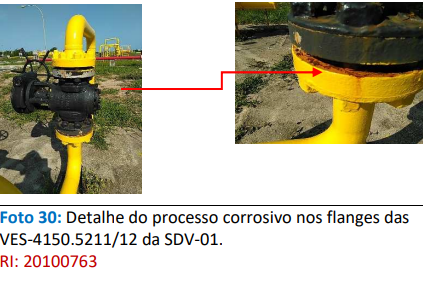 Foto 30: Detalhe do processo corrosivo nos flanges das
VES-4150.5211/12 da SDV-01.
RI: 20100763